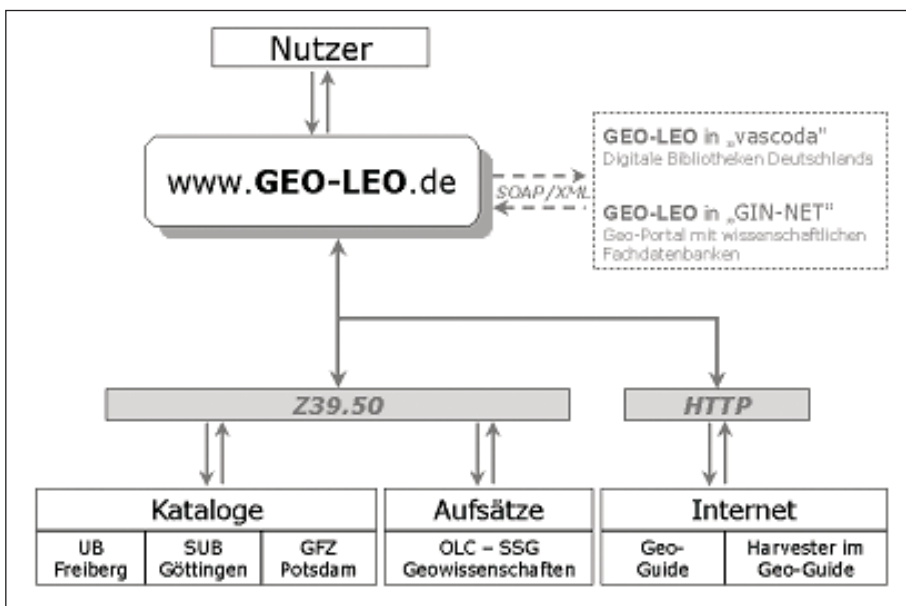 Nutzer
www.GEO-LEO.de
SOAP/XML
GEO-LEO in „vascoda"
Digitale Bibliotheken Deutschlands
GEO-LEO in „GIN-NET"
Geo-Portal mit wissenschaftlichen
Fachdatenbanken
Z39.50
HTTP
Kataloge
UB
Freiberg
SUB
Göttingen
GFZ
Potsdam
Aufsätze
OLC – SSG
Geowissenschaften
Internet
Geo-
Guide
Harvester im
Geo-Guide